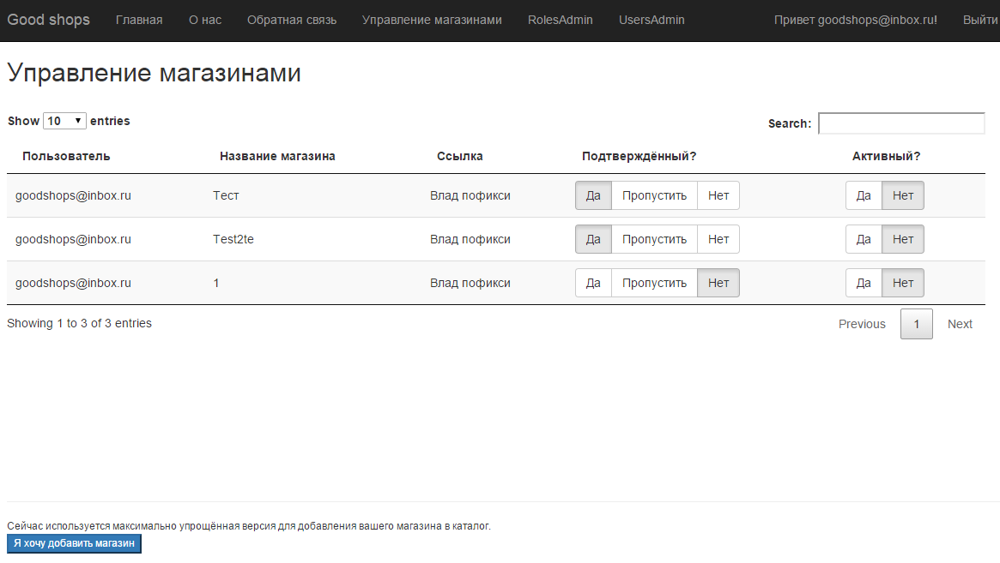 Good shops Главная О нас Обратная связь Управление магазинами RolesAdmin UsersAdmin Привет goodshops@inbox.ru! Выйти
Управление магазинами
Show 10 entries Search:
Пользователь Название магазина Ссылка Подтверждённый? Активный?
goodshops@inbox.ru Тест Влад пофикси Да Пропустить Нет Да Нет
goodshops@inbox.ru Test2te Влад пофикси Да Пропустить Нет Да Нет
goodshops@inbox.ru 1 Влад пофикси Да Пропустить Нет Да Нет
Showing 1 to 3 of 3 entries Previous 1 Next
Сейчас используется максимально упрощённая версия для добавления вашего магазина в каталог.
Я хочу добавить магазин